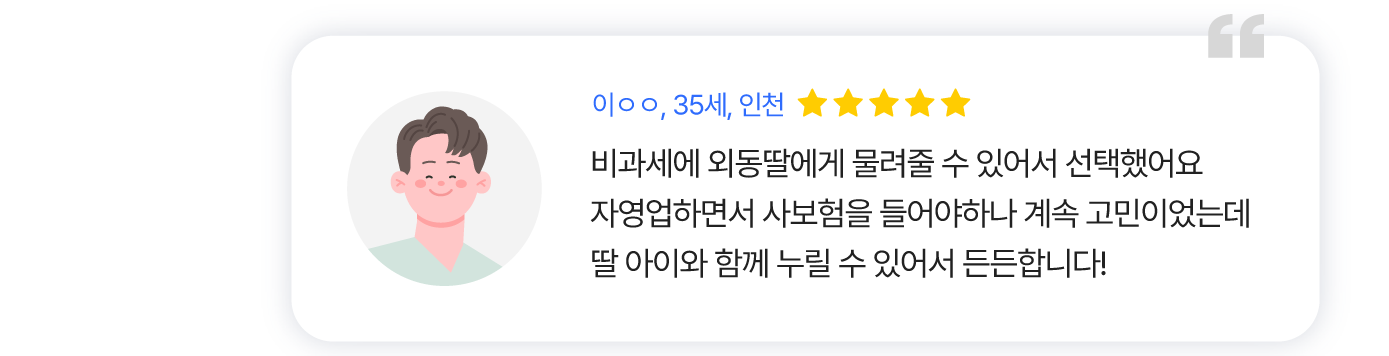 이ㅇㅇ, 35세, 인천
비과세에 외동딸에게 물려줄 수 있어서 선택했어요
자영업하면서 사보험을 들어야하나 계속 고민이었는데
딸 아이와 함께 누릴 수 있어서 든든합니다!